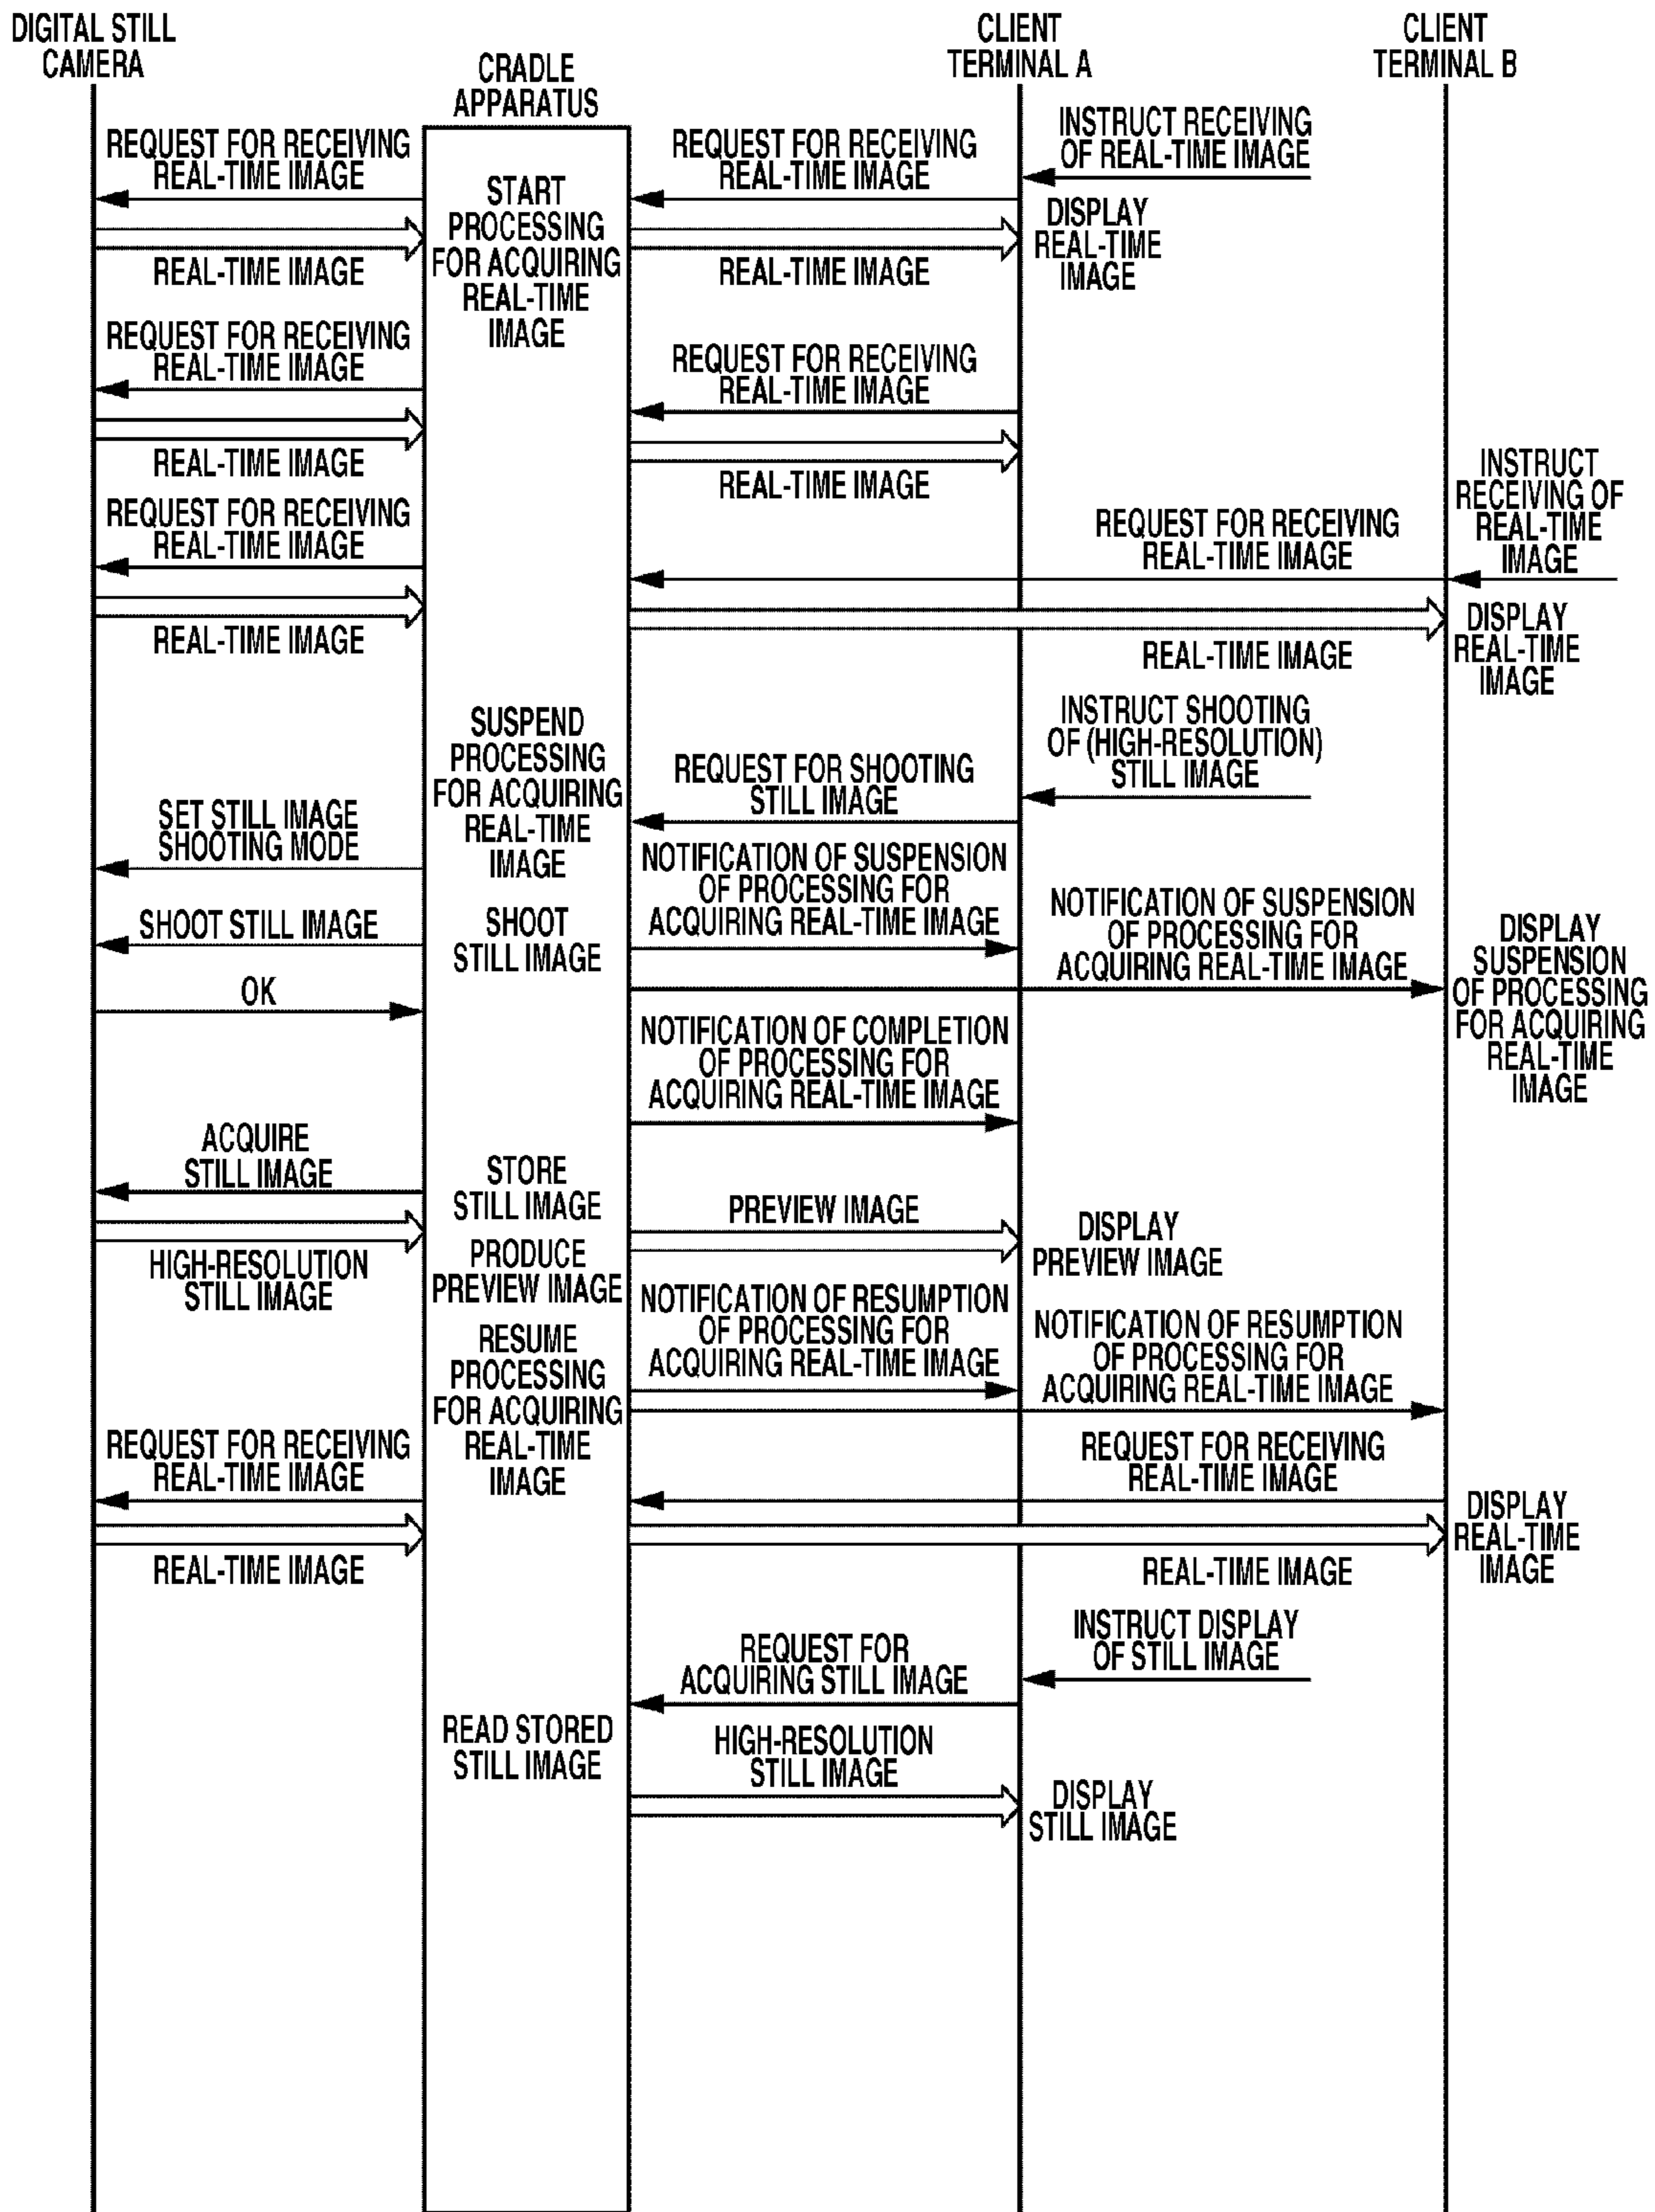 DIGITAL STILL
CAMERA
CRADLE
APPARATUS
CLIENT
TERMINAL A
CLIENT
TERMINAL B
REQUEST FOR RECEIVING
REAL-TIME IMAGE
START
PROCESSING
FOR ACQUIRING
REAL-TIME
IMAGE
REQUEST FOR RECEIVING
REAL-TIME IMAGE
INSTRUCT RECEIVING
OF REAL-TIME IMAGE
REAL-TIME IMAGE
REAL-TIME IMAGE
DISPLAY
REAL-TIME
IMAGE
REQUEST FOR RECEIVING
REAL-TIME IMAGE
REQUEST FOR RECEIVING
REAL-TIME IMAGE
REAL-TIME IMAGE
REAL-TIME IMAGE
REQUEST FOR RECEIVING
REAL-TIME IMAGE
REQUEST FOR RECEIVING
REAL-TIME IMAGE
INSTRUCT
RECEIVING OF
REAL-TIME
IMAGE
REAL-TIME IMAGE
REAL-TIME IMAGE
DISPLAY
REAL-TIME
IMAGE
SUSPEND
PROCESSING
FOR ACQUIRING
REAL-TIME
IMAGE
REQUEST FOR SHOOTING
STILL IMAGE
INSTRUCT SHOOTING
OF (HIGH-RESOLUTION)
STILL IMAGE
SET STILL IMAGE
SHOOTING MODE
NOTIFICATION OF SUSPENSION
OF PROCESSING FOR
ACQUIRING REAL-TIME IMAGE
SHOOT STILL IMAGE
SHOOT
STILL IMAGE
NOTIFICATION OF SUSPENSION
OF PROCESSING FOR
ACQUIRING REAL-TIME IMAGE
DISPLAY
SUSPENSION
OF PROCESSING
FOR ACQUIRING
REAL-TIME
IMAGE
OK
NOTIFICATION OF COMPLETION
OF PROCESSING FOR
ACQUIRING REAL-TIME IMAGE
ACQUIRE
STILL IMAGE
STORE
STILL IMAGE
PREVIEW IMAGE
DISPLAY
PREVIEW IMAGE
HIGH-RESOLUTION
STILL IMAGE
PRODUCE
PREVIEW IMAGE
NOTIFICATION OF RESUMPTION
OF PROCESSING FOR
ACQUIRING REAL-TIME IMAGE
NOTIFICATION OF RESUMPTION
OF PROCESSING FOR
ACQUIRING REAL-TIME IMAGE
RESUME
PROCESSING
FOR ACQUIRING
REAL-TIME
IMAGE
REQUEST FOR RECEIVING
REAL-TIME IMAGE
REQUEST FOR RECEIVING
REAL-TIME IMAGE
DISPLAY
REAL-TIME
IMAGE
REAL-TIME IMAGE
REAL-TIME IMAGE
REQUEST FOR
ACQUIRING STILL IMAGE
INSTRUCT DISPLAY
OF STILL IMAGE
READ STORED
STILL IMAGE
HIGH-RESOLUTION
STILL IMAGE
DISPLAY
STILL IMAGE